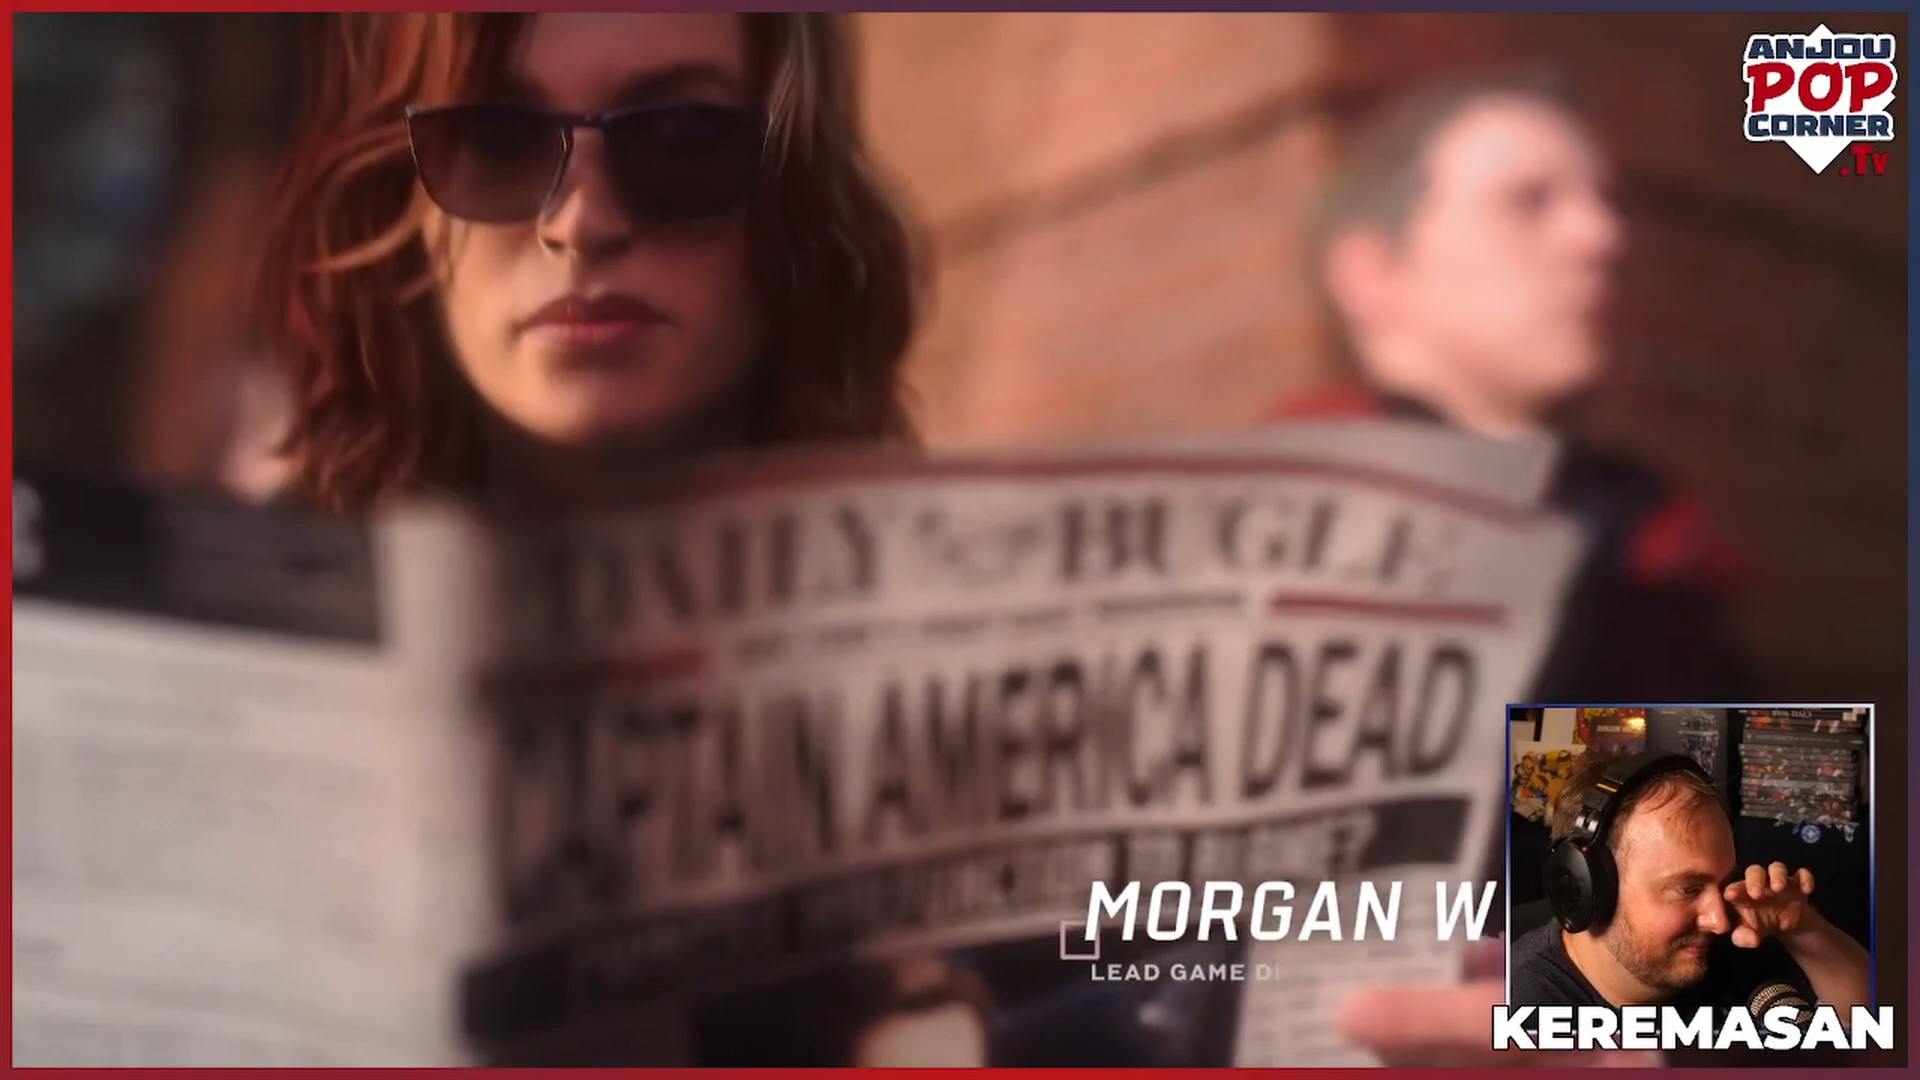 ANJOU
POP
CORNER
.TV
DAILY BUGLE
CAPTAIN AMERICA DEAD
MORGAN W
LEAD GAME D
KEREMASAN